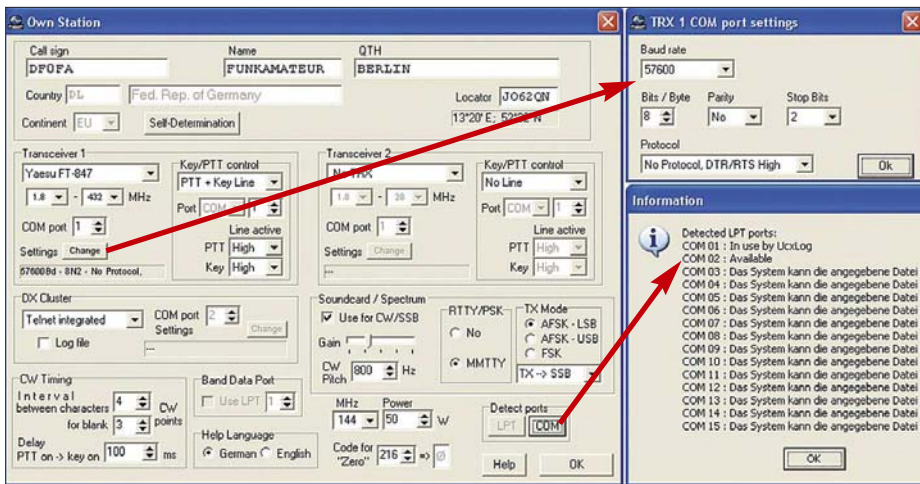 Own Station
Call sign Name QTH
DF0FA FUNKAMATEUR BERLIN
Country DL Fed. Rep. of Germany Locator JO62QN
Continent EU Self-Determination
Transceiver 1
Yaesu FT-847
1.8 - 432 MHz
COM port 1
Settings Change
57600Bd - 8N2 - No Protocol,
Key/PTT control
PTT + Key Line
Port COM 1
Line active
PTT High
Key High
Transceiver 2
No TRX
1.8 - 30 MHz
COM port 1
Settings Change
...
Key/PTT control
No Line
Port COM 1
Line active
PTT High
Key High
DX Cluster
Telnet integrated COM port 2
Settings Change
Log file ...
Soundcard / Spectrum
Use for CW/SSB
Gain
CW Pitch 800 Hz
RTTY/PSK
No
MMTTY
TX Mode
AFSK - LSB
AFSK - USB
FSK
TX -> SSB
CW Timing
Interval
between characters 4 CW
for blank 3 points
Delay
PTT on -> key on 100 ms
Band Data Port
Use LPT 1
Help Language
German English
MHz Power
144 50 W
Code for
"Zero" 216 => Ø
Detect ports
LPT COM
Help OK
TRX 1 COM port settings
Baud rate
57600
Bits / Byte Parity Stop Bits
8 No 2
Protocol
No Protocol, DTR/RTS High Ok
Information
Detected LPT ports:
COM 01 : In use by UcxLog
COM 02 : Available
COM 03 : Das System kann die angegebene Datei
COM 04 : Das System kann die angegebene Datei
COM 05 : Das System kann die angegebene Datei
COM 06 : Das System kann die angegebene Datei
COM 07 : Das System kann die angegebene Datei
COM 08 : Das System kann die angegebene Datei
COM 09 : Das System kann die angegebene Datei
COM 10 : Das System kann die angegebene Datei
COM 11 : Das System kann die angegebene Datei
COM 12 : Das System kann die angegebene Datei
COM 13 : Das System kann die angegebene Datei
COM 14 : Das System kann die angegebene Datei
COM 15 : Das System kann die angegebene Datei
OK